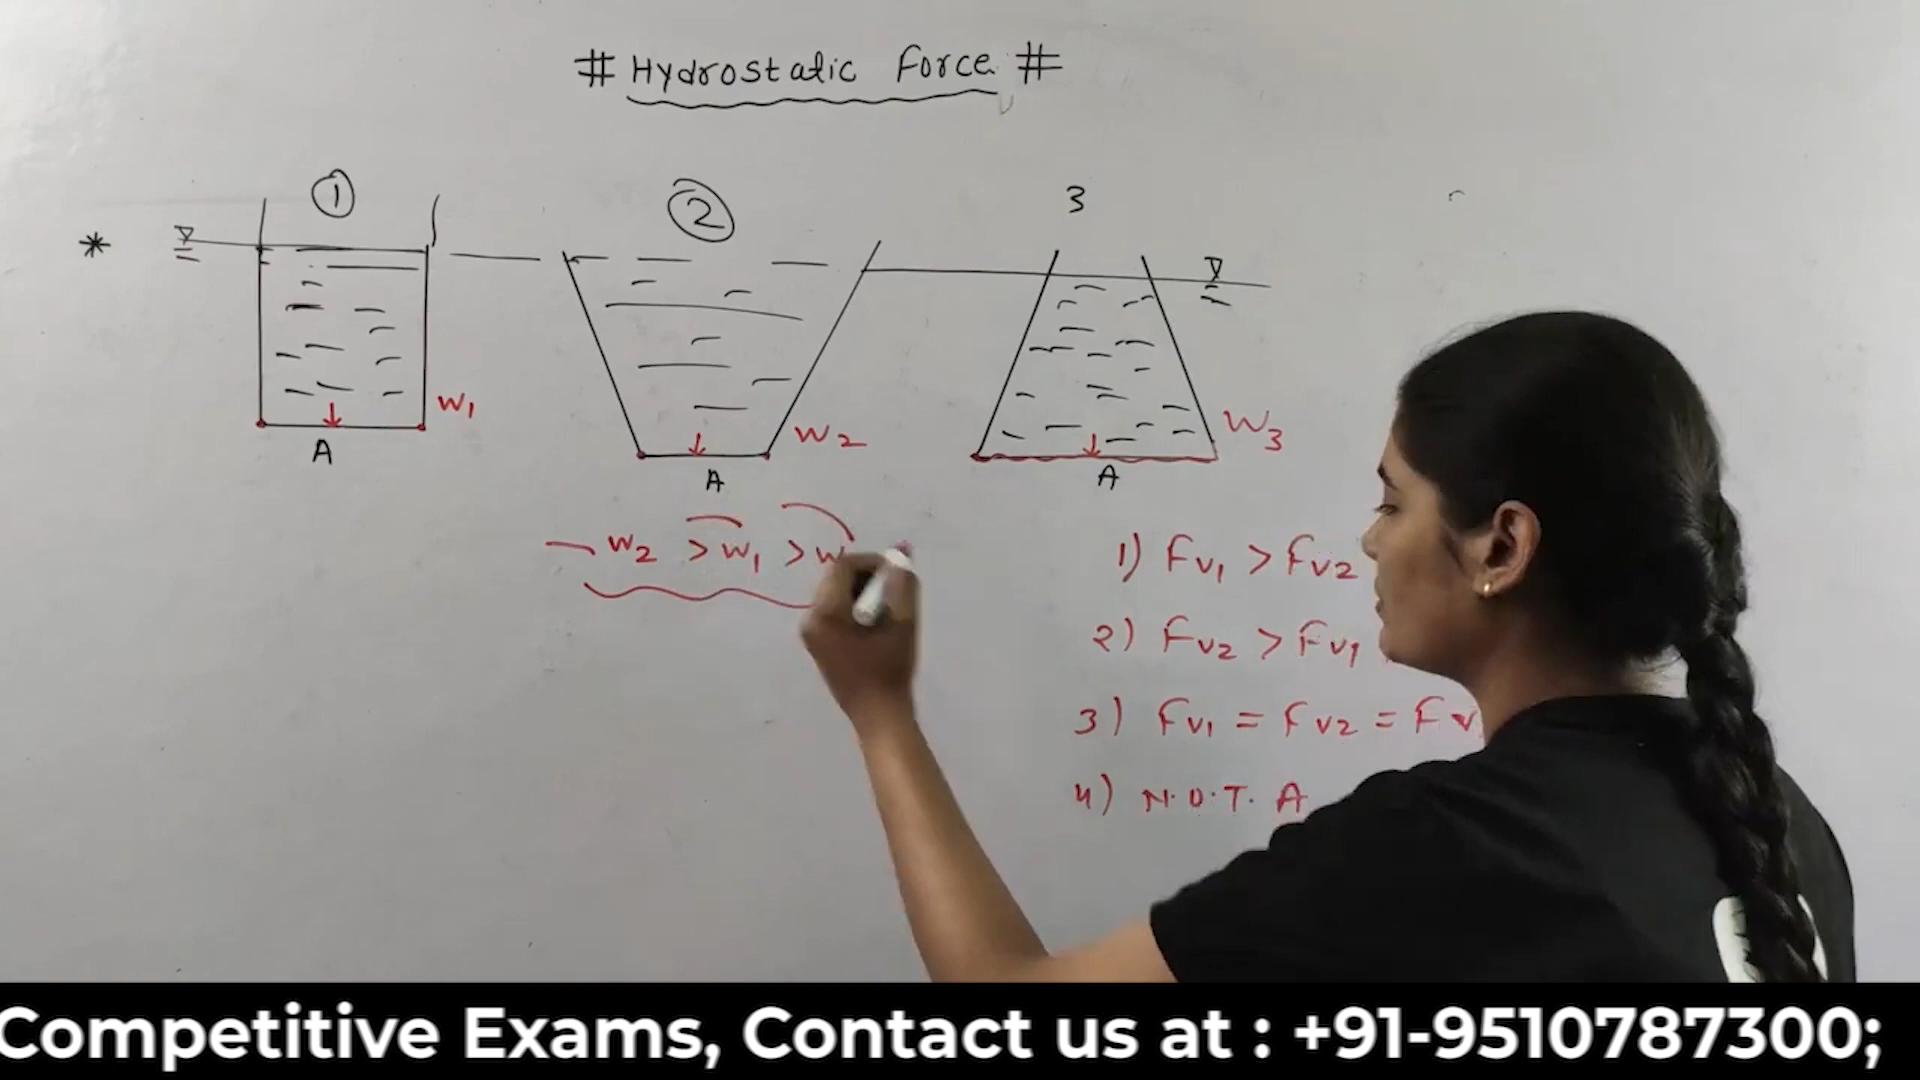 # Hydrostatic Force #
1 2 3
*
W1 W2 W3
A A A
W2 > W1 > W
1) Fv1 > Fv2
2) Fv2 > Fv1
3) Fv1 = Fv2 = Fv
4) N.O.T. A
Competitive Exams, Contact us at : +91-9510787300;